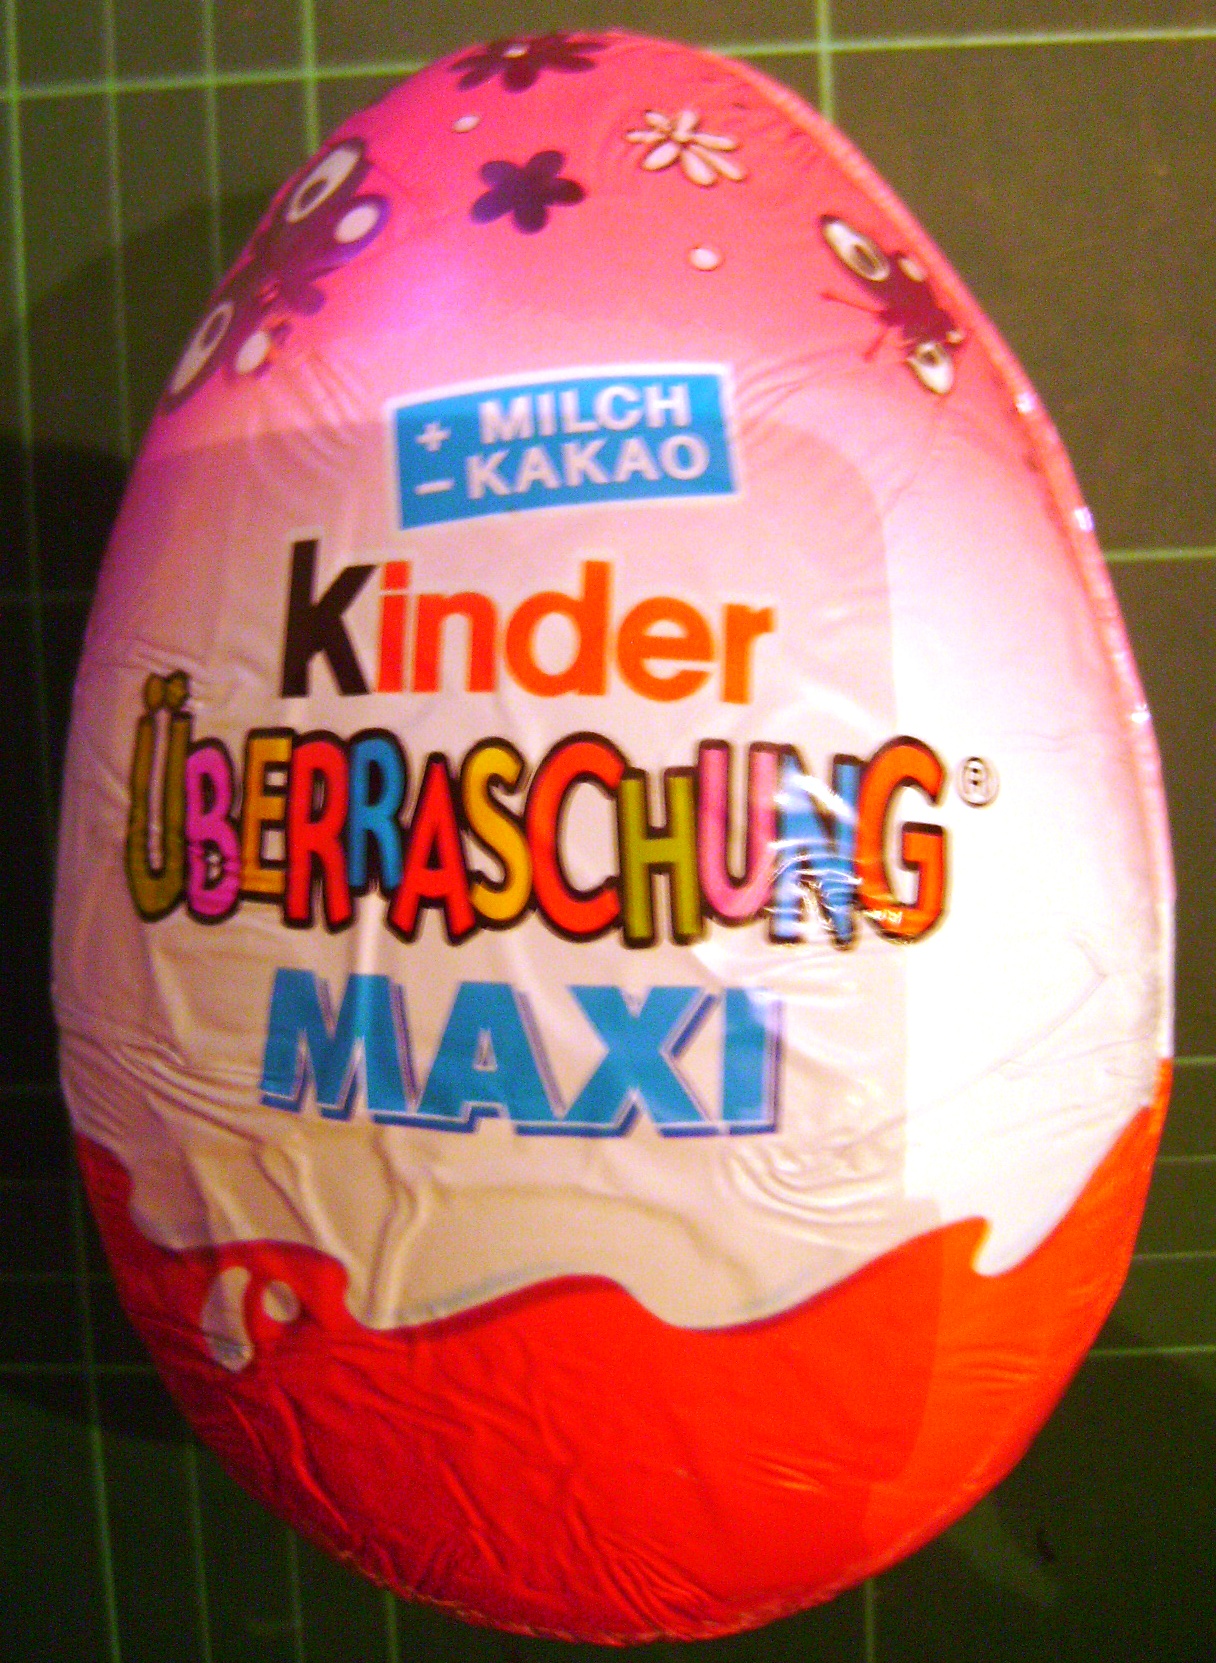 + MILCH
- KAKAO
Kinder
ÜBERRASCHUNG®
MAXI